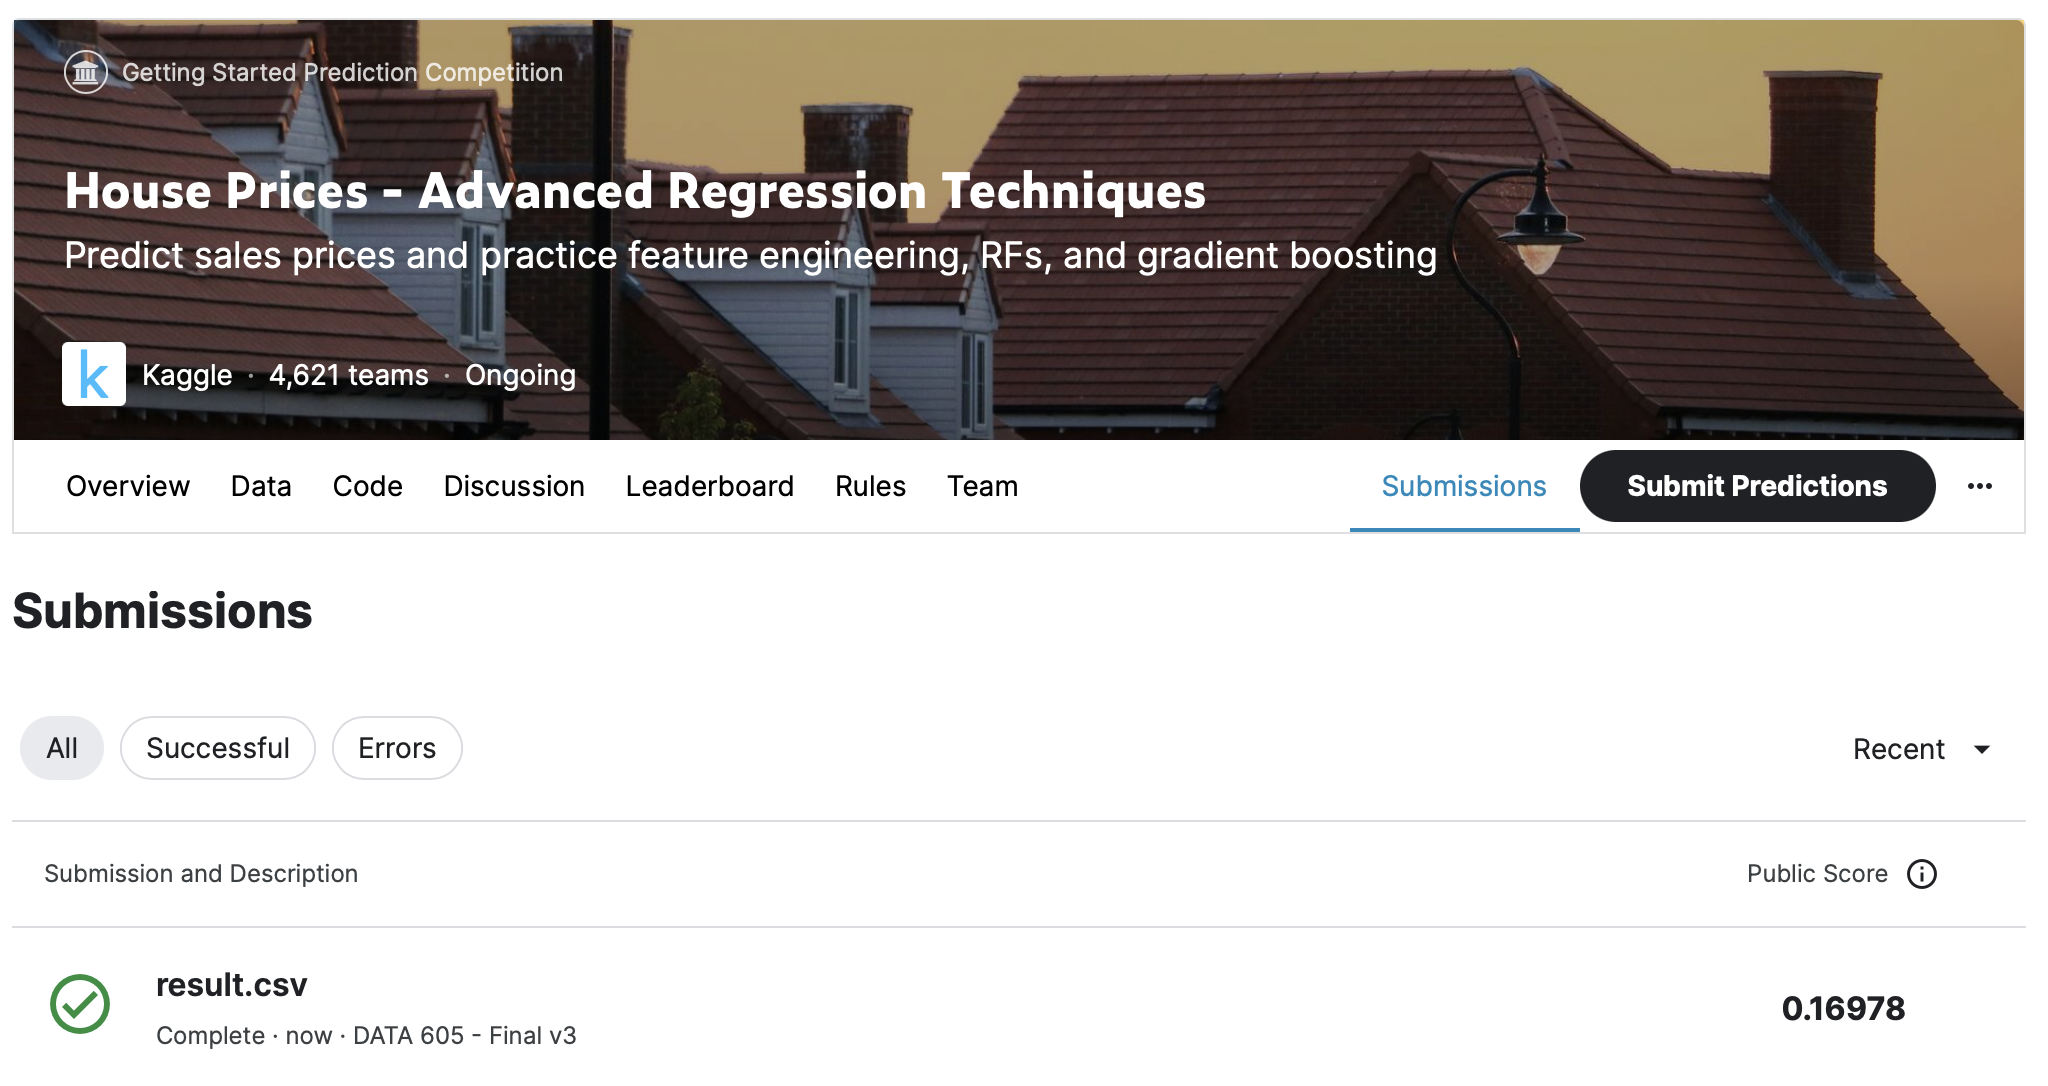 Getting Started Prediction Competition
House Prices - Advanced Regression Techniques
Predict sales prices and practice feature engineering, RFs, and gradient boosting
k
Kaggle · 4,621 teams · Ongoing
Overview Data Code Discussion Leaderboard Rules Team Submissions Submit Predictions ...
Submissions
All Successful Errors Recent
Submission and Description Public Score
result.csv
0.16978
Complete · now · DATA 605 - Final v3